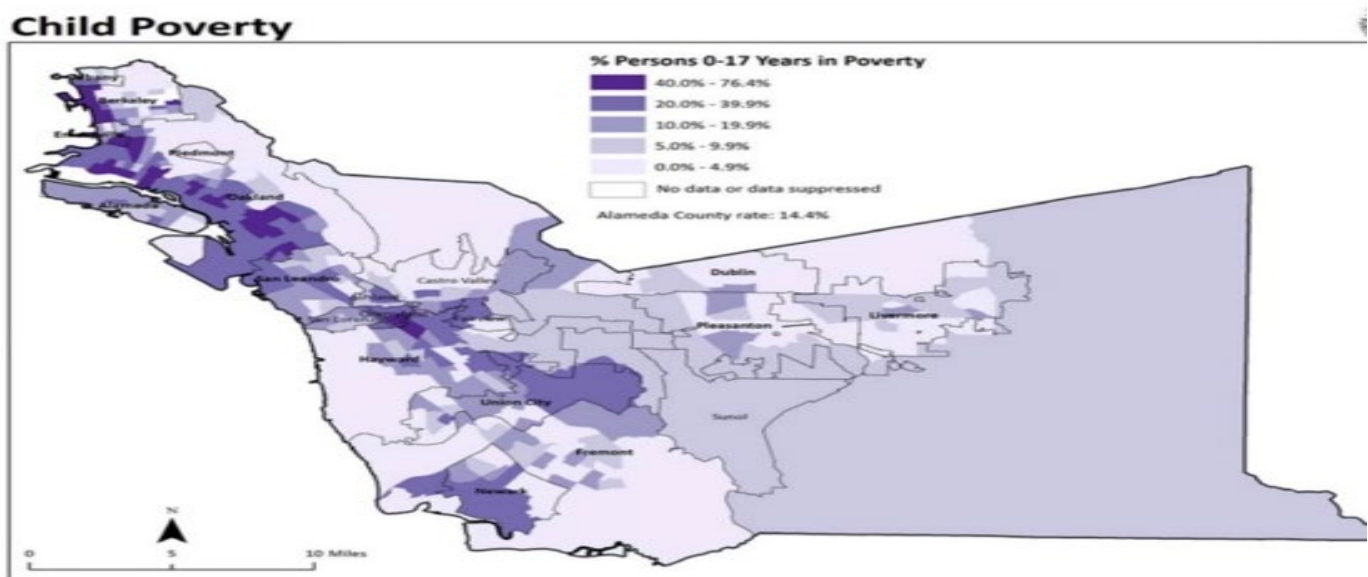 Child Poverty
% Persons 0-17 Years in Poverty
40.0% - 76.4%
20.0% - 39.9%
10.0% - 19.9%
5.0% - 9.9%
0.0% - 4.9%
No data or data suppressed
Alameda County rate: 14.4%
Berkeley
Piedmont
Oakland
Alameda
San Leandro
Castro Valley
Dublin
Livermore
Pleasanton
Hayward
Union City
Sunol
Fremont
Newark
N
0 5 10 Miles